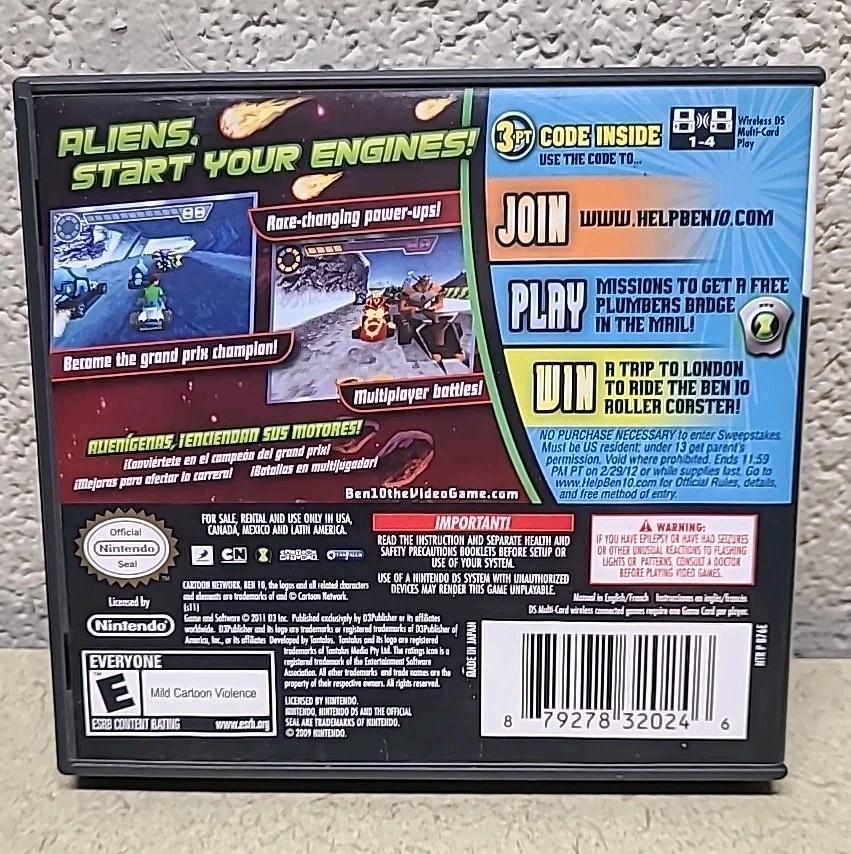 ALIENS,
START YOUR ENGINES!
Race-changing power-ups!
Become the grand prix champion!
Multiplayer battles!
ALIENÍGENAS, ¡ENCIENDAN SUS MOTORES!
¡Conviértete en el campeón del grand prix!
¡Mejoras para alterar la carrera! ¡Batallas en multijugador!
Ben10theVideoGame.com
3PT CODE INSIDE
USE THE CODE TO...
1-4
Wireless DS
Multi-Card
Play
JOIN WWW.HELPBEN10.COM
PLAY MISSIONS TO GET A FREE
PLUMBERS BADGE
IN THE MAIL!
WIN A TRIP TO LONDON
TO RIDE THE BEN 10
ROLLER COASTER!
NO PURCHASE NECESSARY to enter Sweepstakes.
Must be US resident; under 13 get parent's
permission. Void where prohibited. Ends 11:59
PM PT on 2/29/12 or while supplies last. Go to
www.HelpBen10.com for Official Rules, details,
and free method of entry.
Official
Nintendo
Seal
Licensed by
Nintendo
FOR SALE, RENTAL AND USE ONLY IN USA,
CANADA, MEXICO AND LATIN AMERICA.
CN
TANTALUS
CARTOON NETWORK, BEN 10, the logos and all related characters
and elements are trademarks of and © Cartoon Network.
(s11)
Game and Software © 2011 D3 Inc. Published exclusively by D3Publisher or its affiliates
worldwide. D3Publisher and its logo are trademarks or registered trademarks of D3Publisher of
America, Inc., or its affiliates Developed by Tantalus. Tantalus and its logo are registered
trademarks of Tantalus Media Pty Ltd. The ratings icon is a
registered trademark of the Entertainment Software
Association. All other trademarks and trade names are the
property of their respective owners. All rights reserved.
LICENSED BY NINTENDO.
NINTENDO, NINTENDO DS AND THE OFFICIAL
SEAL ARE TRADEMARKS OF NINTENDO.
© 2009 NINTENDO.
EVERYONE
E
Mild Cartoon Violence
ESRB CONTENT RATING www.esrb.org
IMPORTANT!
READ THE INSTRUCTION AND SEPARATE HEALTH AND
SAFETY PRECAUTIONS BOOKLETS BEFORE SETUP OR
USE OF YOUR SYSTEM.
USE OF A NINTENDO DS SYSTEM WITH UNAUTHORIZED
DEVICES MAY RENDER THIS GAME UNPLAYABLE.
WARNING:
IF YOU HAVE EPILEPSY OR HAVE HAD SEIZURES
OR OTHER UNUSUAL REACTIONS TO FLASHING
LIGHTS OR PATTERNS, CONSULT A DOCTOR
BEFORE PLAYING VIDEO GAMES.
Manual in English/French Instrucciones en inglés/francés
DS Multi-Card wireless connected games require one Game Card per player.
MADE IN JAPAN
8 79278 32024 6